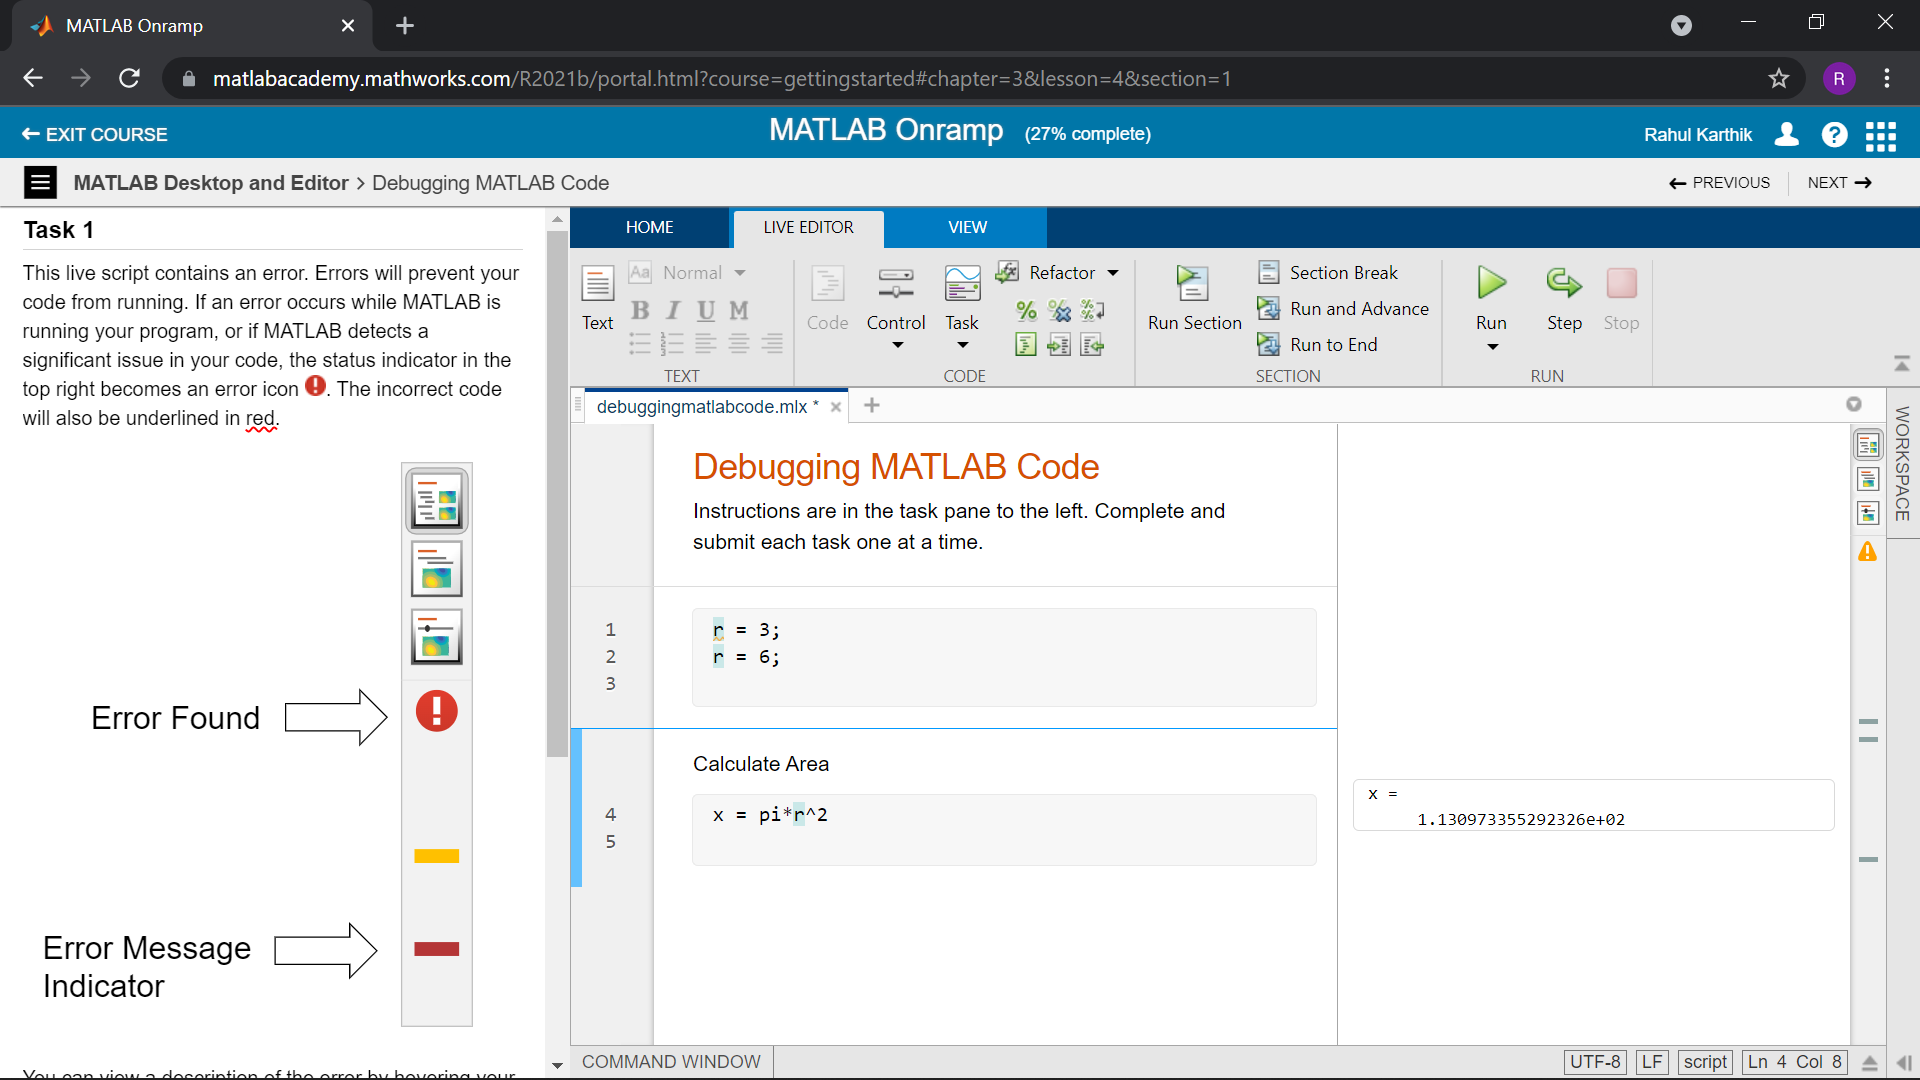 MATLAB Onramp
matlabacademy.mathworks.com/R2021b/portal.html?course=gettingstarted#chapter=3&lesson=4&section=1
R
EXIT COURSE
MATLAB Onramp (27% complete)
Rahul Karthik
MATLAB Desktop and Editor > Debugging MATLAB Code
PREVIOUS
NEXT
Task 1
This live script contains an error. Errors will prevent your
code from running. If an error occurs while MATLAB is
running your program, or if MATLAB detects a
significant issue in your code, the status indicator in the
top right becomes an error icon . The incorrect code
will also be underlined in red.
Error Found
Error Message
Indicator
You can view a description of the error by hovering your
HOME
LIVE EDITOR
VIEW
Text
Aa Normal
B I U M
TEXT
Code
Control
Task
Refactor
CODE
Run Section
Section Break
Run and Advance
Run to End
SECTION
Run
Step
Stop
RUN
debuggingmatlabcode.mlx *
WORKSPACE
Debugging MATLAB Code
Instructions are in the task pane to the left. Complete and
submit each task one at a time.
1 r = 3;
2 r = 6;
3
Calculate Area
4 x = pi*r^2
5
x =
1.130973355292326e+02
COMMAND WINDOW
UTF-8
LF
script
Ln 4 Col 8